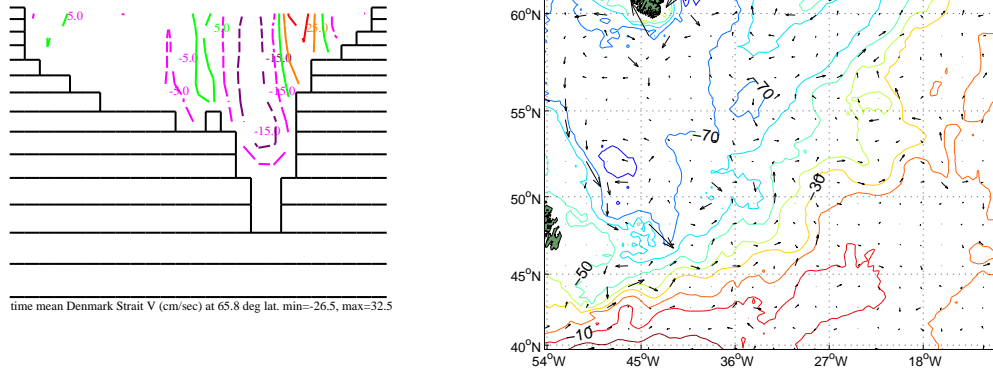 5.0
5.0
25.0
-5.0
-15.0
-5.0
-15.0
-15.0
time mean Denmark Strait V (cm/sec) at 65.8 deg lat. min=-26.5, max=32.5
60°N
55°N
50°N
45°N
40°N
−70
−70
−30
−50
−10
54°W 45°W 36°W 27°W 18°W